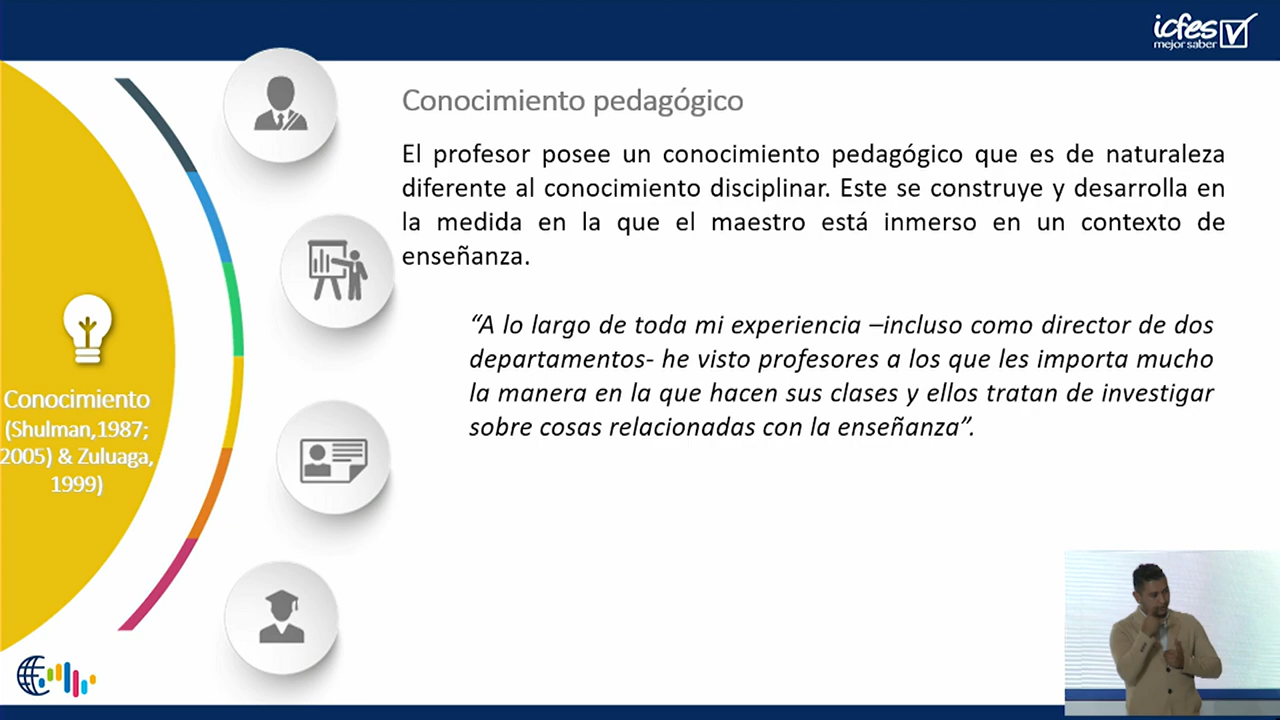 icfes
mejor saber
Conocimiento pedagógico
El profesor posee un conocimiento pedagógico que es de naturaleza
diferente al conocimiento disciplinar. Este se construye y desarrolla en
la medida en la que el maestro está inmerso en un contexto de
enseñanza.
“A lo largo de toda mi experiencia –incluso como director de dos
departamentos- he visto profesores a los que les importa mucho
la manera en la que hacen sus clases y ellos tratan de investigar
sobre cosas relacionadas con la enseñanza”.
Conocimiento
(Shulman,1987;
2005) & Zuluaga,
1999)